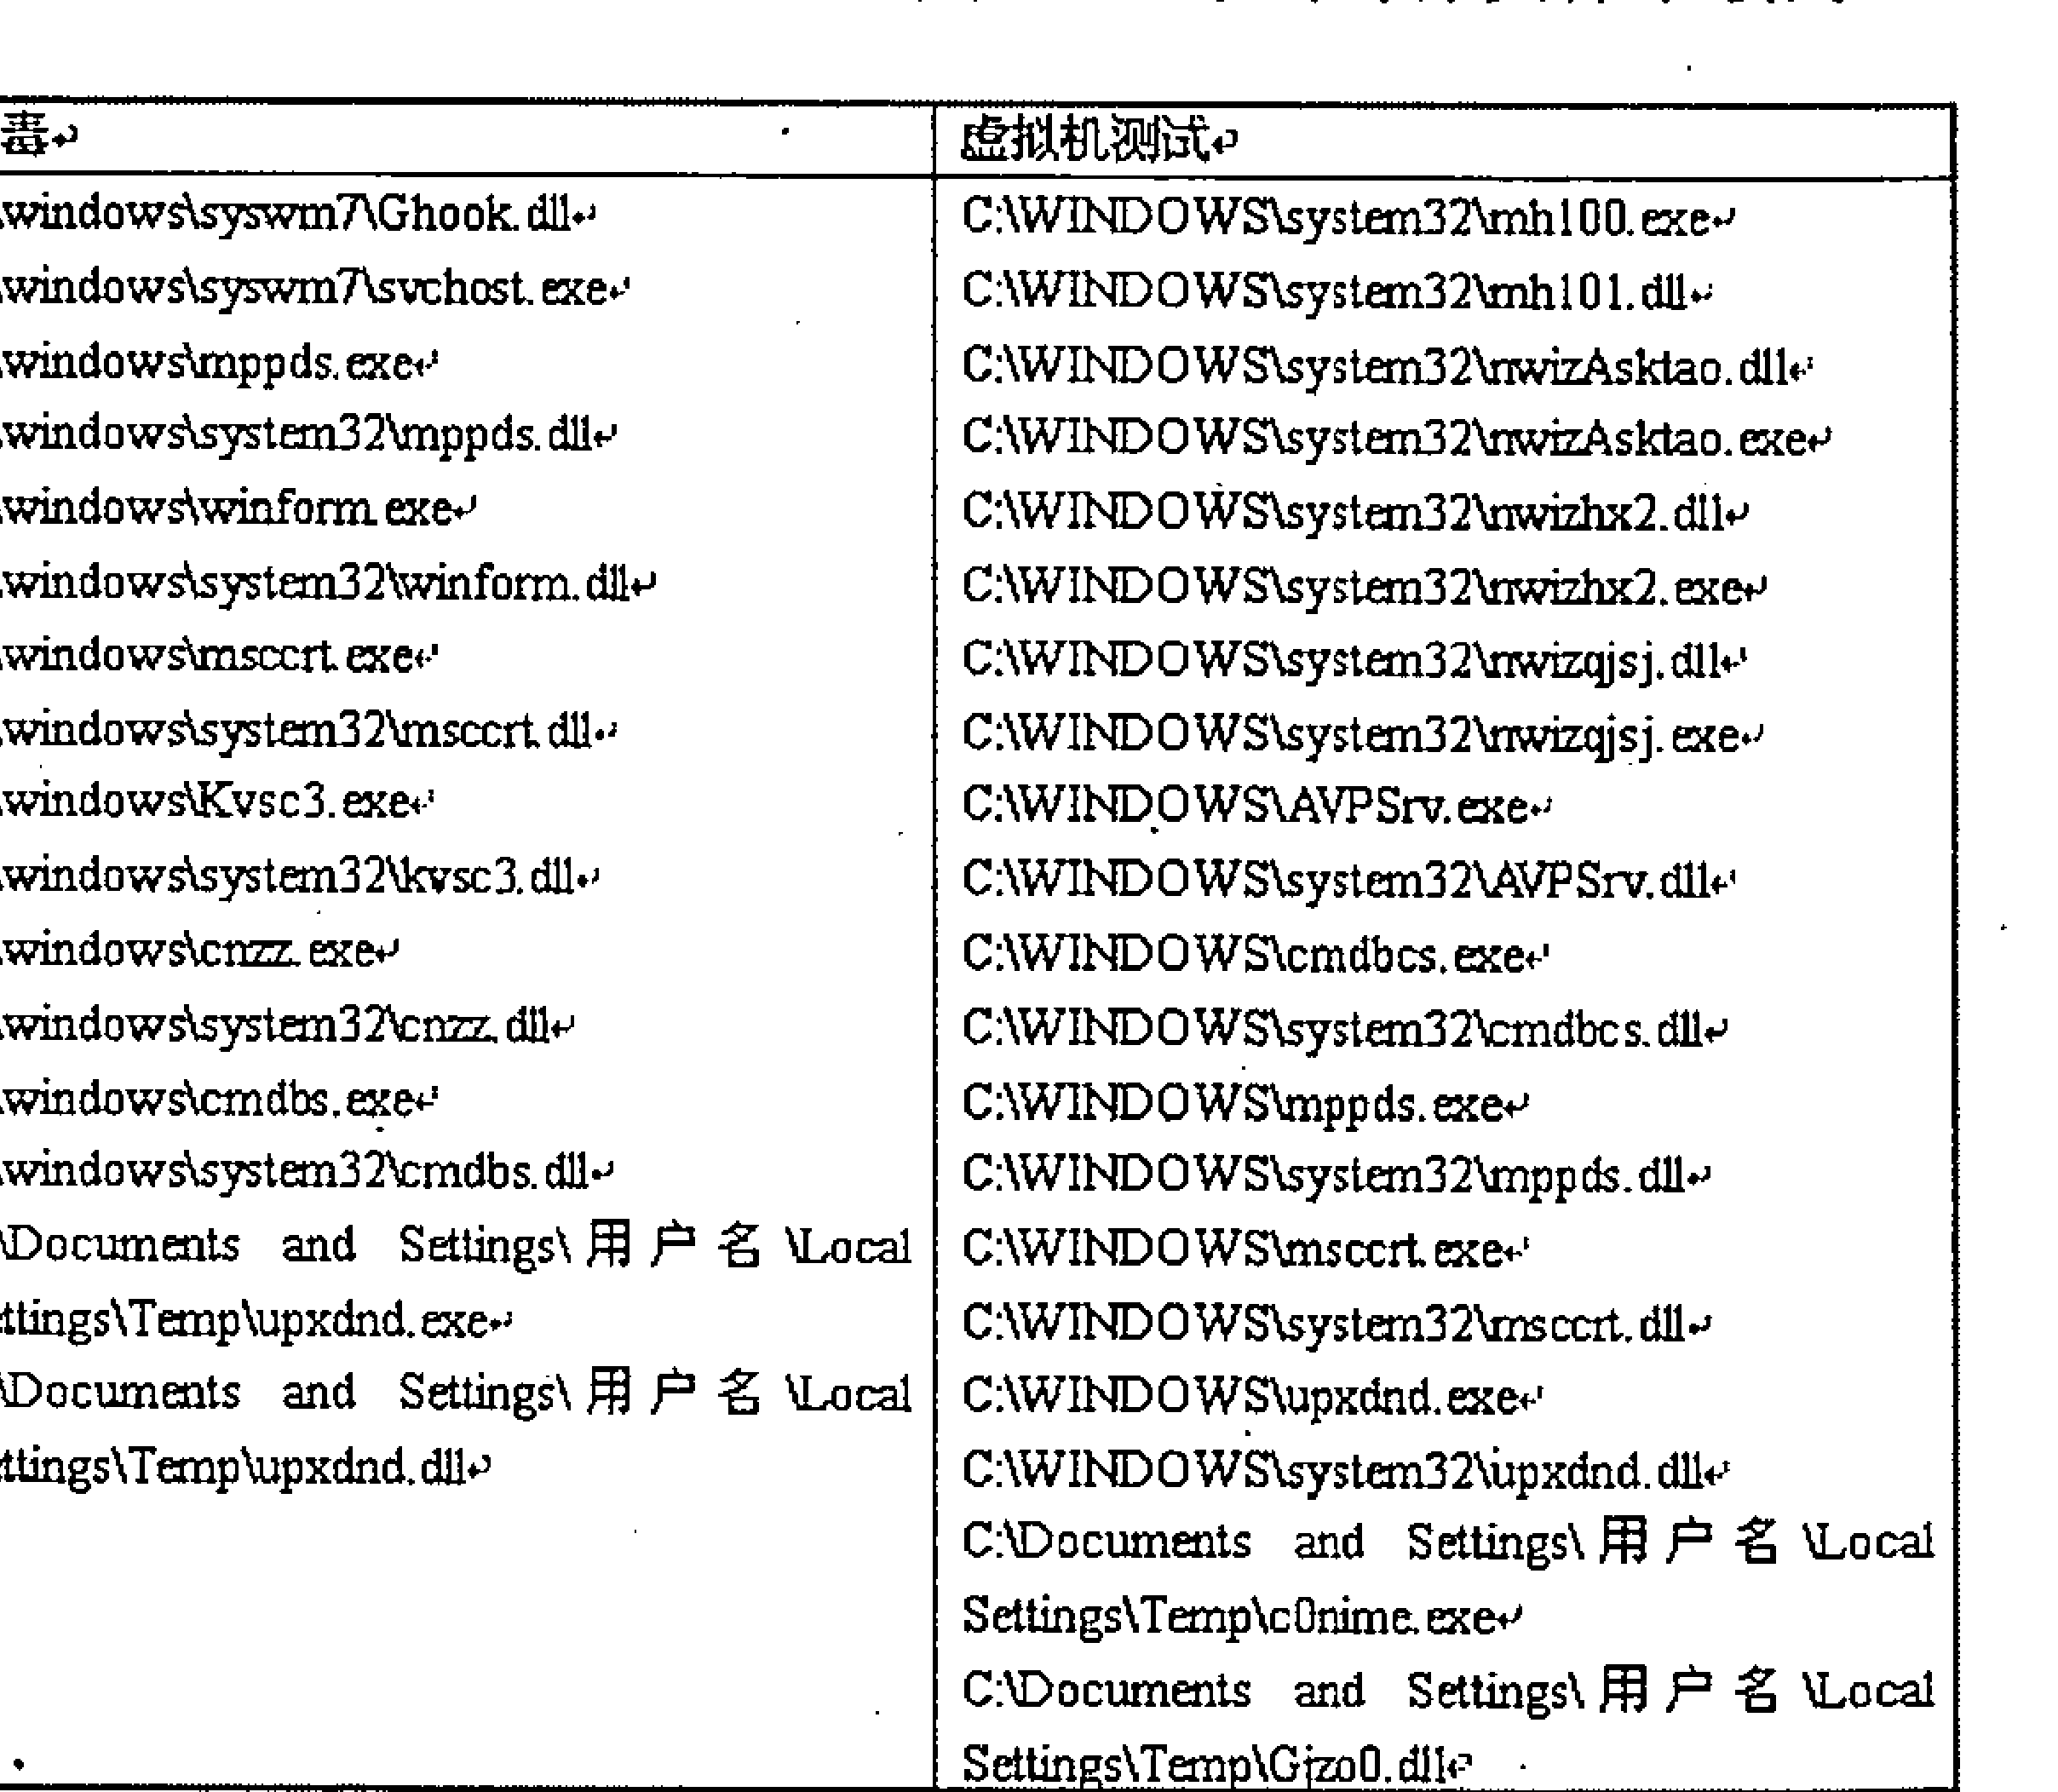 毒
\windows\syswm7\Ghook.dll
\windows\syswm7\svchost.exe
\windows\mppds.exe
\windows\system32\mppds.dll
\windows\winform.exe
\windows\system32\winform.dll
\windows\msccrt.exe
\windows\system32\msccrt.dll
\windows\Kvsc3.exe
\windows\system32\kvsc3.dll
\windows\cnzz.exe
\windows\system32\cnzz.dll
\windows\cmdbs.exe
\windows\system32\cmdbs.dll
\Documents and Settings\用户名\Local
ttings\Temp\upxdnd.exe
\Documents and Settings\用户名\Local
ttings\Temp\upxdnd.dll
虚拟机测试
C:\WINDOWS\system32\mh100.exe
C:\WINDOWS\system32\mh101.dll
C:\WINDOWS\system32\nwizAsktao.dll
C:\WINDOWS\system32\nwizAsktao.exe
C:\WINDOWS\system32\nwizhx2.dll
C:\WINDOWS\system32\nwizhx2.exe
C:\WINDOWS\system32\nwizqjsj.dll
C:\WINDOWS\system32\nwizqjsj.exe
C:\WINDOWS\AVPSrv.exe
C:\WINDOWS\system32\AVPSrv.dll
C:\WINDOWS\cmdbcs.exe
C:\WINDOWS\system32\cmdbcs.dll
C:\WINDOWS\mppds.exe
C:\WINDOWS\system32\mppds.dll
C:\WINDOWS\msccrt.exe
C:\WINDOWS\system32\msccrt.dll
C:\WINDOWS\upxdnd.exe
C:\WINDOWS\system32\upxdnd.dll
C:\Documents and Settings\用户名\Local
Settings\Temp\c0nime.exe
C:\Documents and Settings\用户名\Local
Settings\Temp\Gjzo0.dll